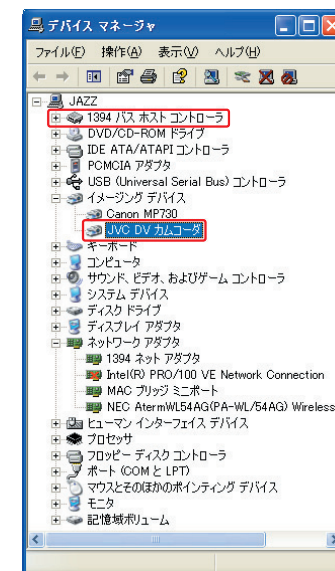 デバイス マネージャ
ファイル(F) 操作(A) 表示(V) ヘルプ(H)
JAZZ
1394 バス ホスト コントローラ
DVD/CD-ROM ドライブ
IDE ATA/ATAPI コントローラ
PCMCIA アダプタ
USB (Universal Serial Bus) コントローラ
イメージング デバイス
Canon MP730
JVC DV カムコーダ
キーボード
コンピュータ
サウンド、ビデオ、およびゲーム コントローラ
システム デバイス
ディスク ドライブ
ディスプレイ アダプタ
ネットワーク アダプタ
1394 ネット アダプタ
Intel(R) PRO/100 VE Network Connection
MAC ブリッジ ミニポート
NEC AtermWL54AG(PA-WL/54AG) Wireless
ヒューマン インターフェイス デバイス
プロセッサ
フロッピー ディスク コントローラ
ポート (COM と LPT)
マウスとそのほかのポインティング デバイス
モニタ
記憶域ボリューム